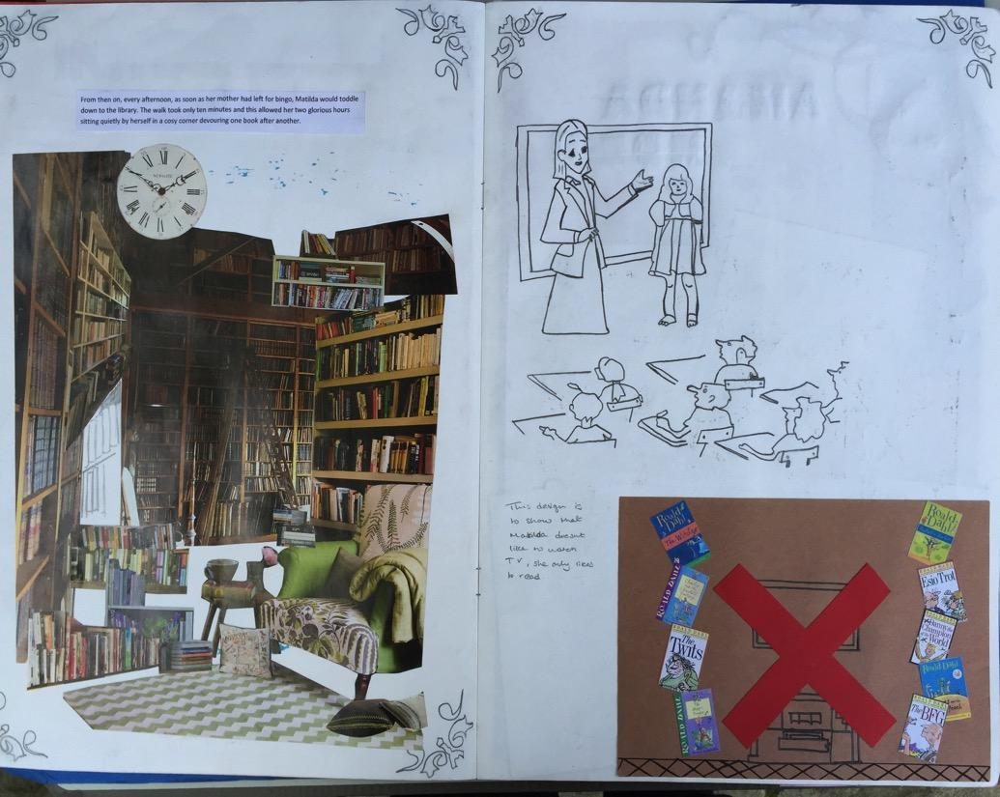 From then on, every afternoon, as soon as her mother had left for bingo, Matilda would toddle
down to the library. The walk took only ten minutes and this allowed her two glorious hours
sitting quietly by herself in a cosy corner devouring one book after another.
This design is
to show that
Matilda doesnt
like to watch
TV, she only likes
to read
Roald
Dahl
The Witches
ROALD DAHL
The
Twits
ROALD DAHL
Roald
Dahl
Esio Trot
Danny the
Champion
of the
World
Roald Dahl
The
BFG